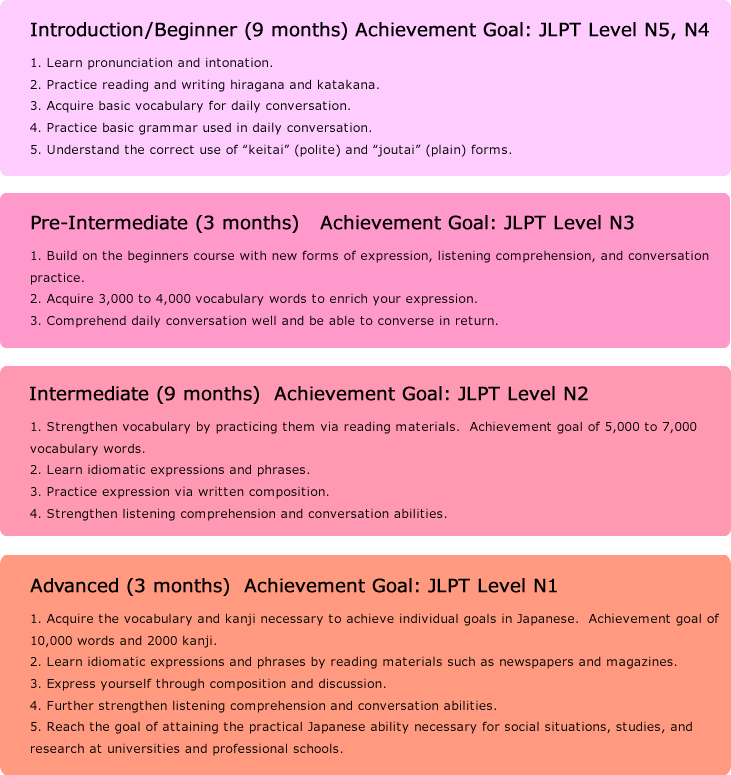 Introduction/Beginner (9 months) Achievement Goal: JLPT Level N5, N4
1. Learn pronunciation and intonation.
2. Practice reading and writing hiragana and katakana.
3. Acquire basic vocabulary for daily conversation.
4. Practice basic grammar used in daily conversation.
5. Understand the correct use of “keitai” (polite) and “joutai” (plain) forms.
Pre-Intermediate (3 months)   Achievement Goal: JLPT Level N3
1. Build on the beginners course with new forms of expression, listening comprehension, and conversation
practice.
2. Acquire 3,000 to 4,000 vocabulary words to enrich your expression.
3. Comprehend daily conversation well and be able to converse in return.
Intermediate (9 months)  Achievement Goal: JLPT Level N2
1. Strengthen vocabulary by practicing them via reading materials.  Achievement goal of 5,000 to 7,000
vocabulary words.
2. Learn idiomatic expressions and phrases.
3. Practice expression via written composition.
4. Strengthen listening comprehension and conversation abilities.
Advanced (3 months)  Achievement Goal: JLPT Level N1
1. Acquire the vocabulary and kanji necessary to achieve individual goals in Japanese.  Achievement goal of
10,000 words and 2000 kanji.
2. Learn idiomatic expressions and phrases by reading materials such as newspapers and magazines.
3. Express yourself through composition and discussion.
4. Further strengthen listening comprehension and conversation abilities.
5. Reach the goal of attaining the practical Japanese ability necessary for social situations, studies, and
research at universities and professional schools.